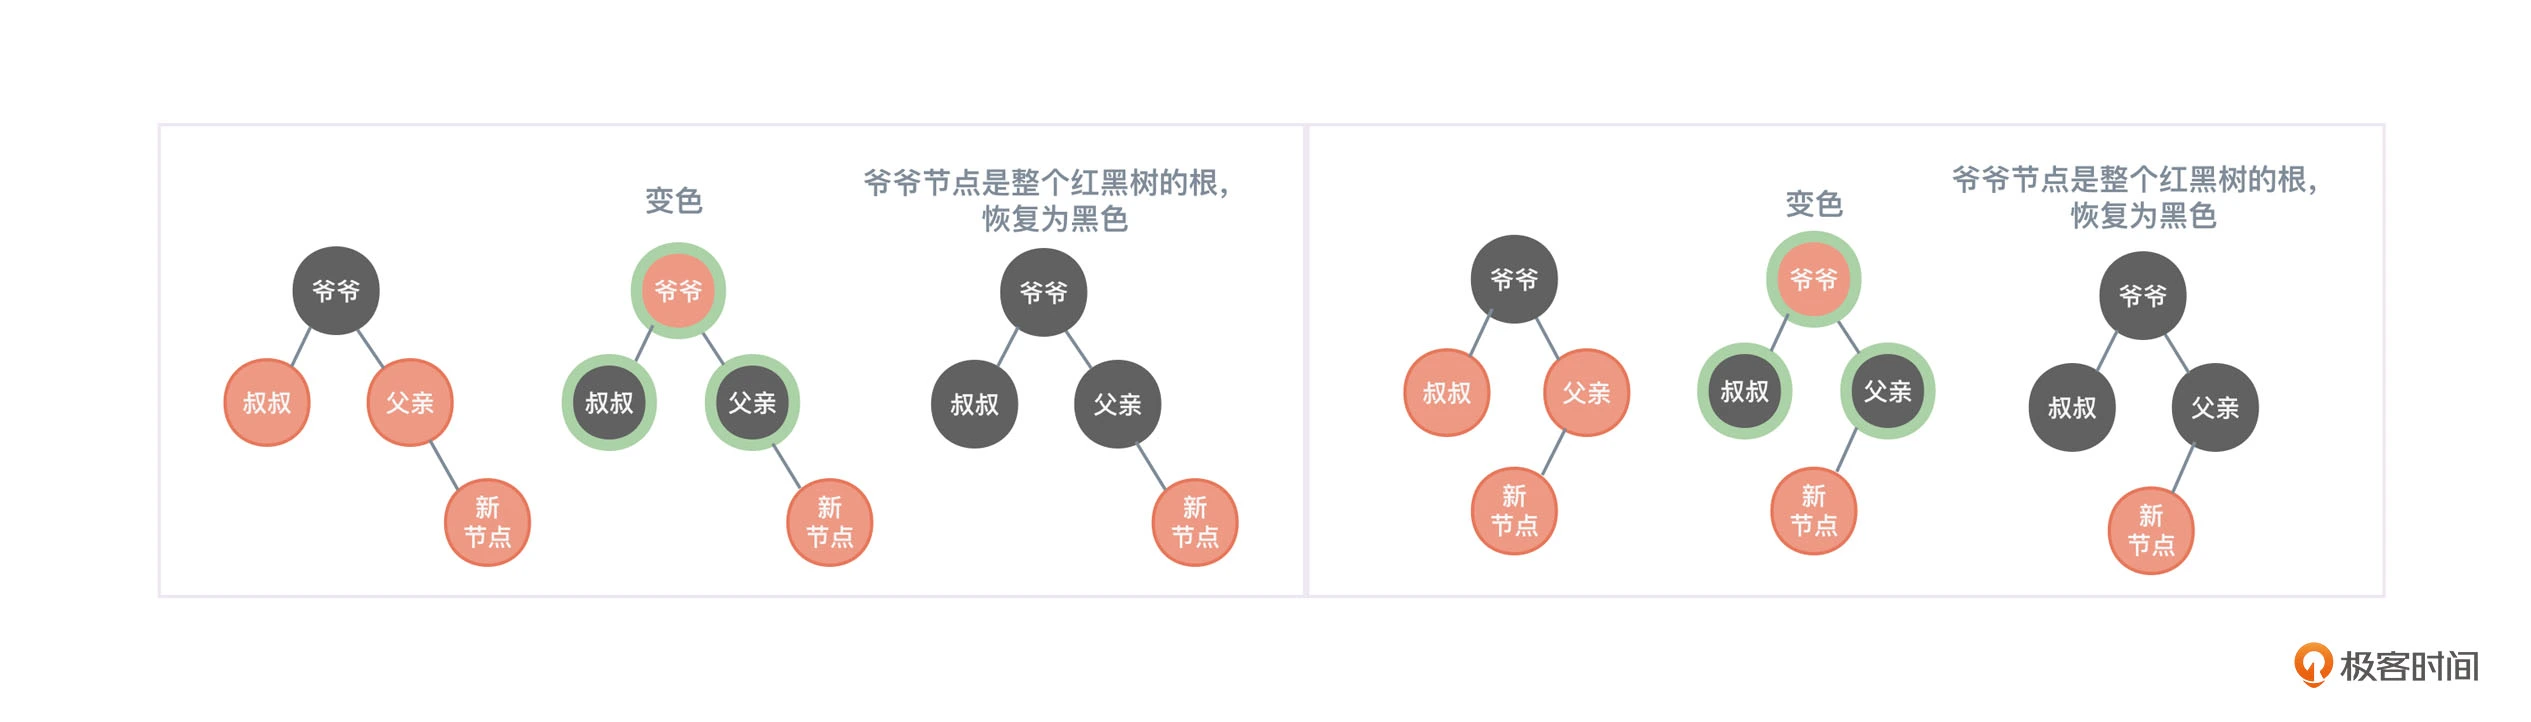 变色
爷爷节点是整个红黑树的根，
恢复为黑色
爷爷
叔叔
父亲
新
节点
爷爷
叔叔
父亲
新
节点
爷爷
叔叔
父亲
新
节点
变色
爷爷节点是整个红黑树的根，
恢复为黑色
爷爷
叔叔
父亲
新
节点
爷爷
叔叔
父亲
新
节点
爷爷
叔叔
父亲
新
节点
极客时间